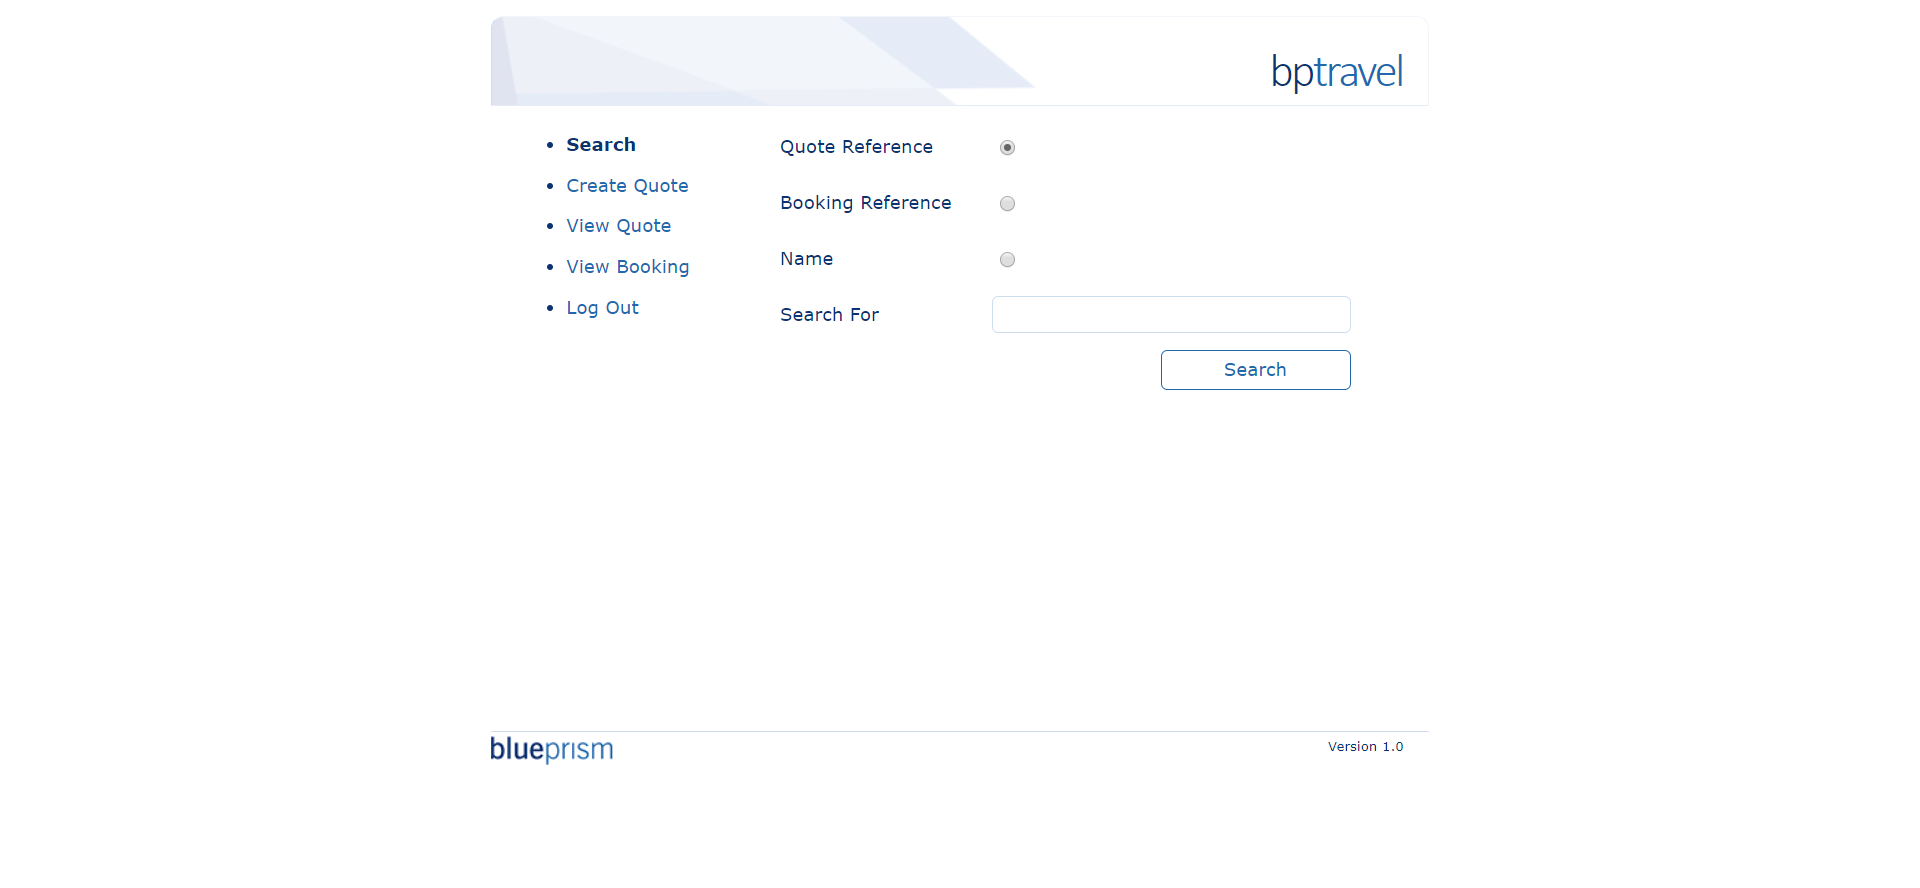 bptravel
Search
Create Quote
View Quote
View Booking
Log Out
Quote Reference
Booking Reference
Name
Search For
Search
blueprism
Version 1.0